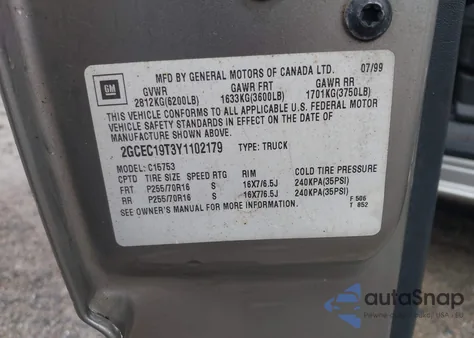 GM
MFD BY GENERAL MOTORS OF CANADA LTD. 07/99
GVWR GAWR FRT GAWR RR
2812KG(6200LB) 1633KG(3600LB) 1701KG(3750LB)
THIS VEHICLE CONFORMS TO ALL APPLICABLE U.S. FEDERAL MOTOR
VEHICLE SAFETY STANDARDS IN EFFECT ON THE DATE OF
MANUFACTURE SHOWN ABOVE.
2GCEC19T3Y1102179 TYPE: TRUCK
MODEL: C15753
CPTD TIRE SIZE SPEED RTG RIM COLD TIRE PRESSURE
FRT P255/70R16 S 16X7/6.5J 240KPA(35PSI)
RR P255/70R16 S 16X7/6.5J 240KPA(35PSI)
SEE OWNER'S MANUAL FOR MORE INFORMATION.
F 506
T 052
autoSnap